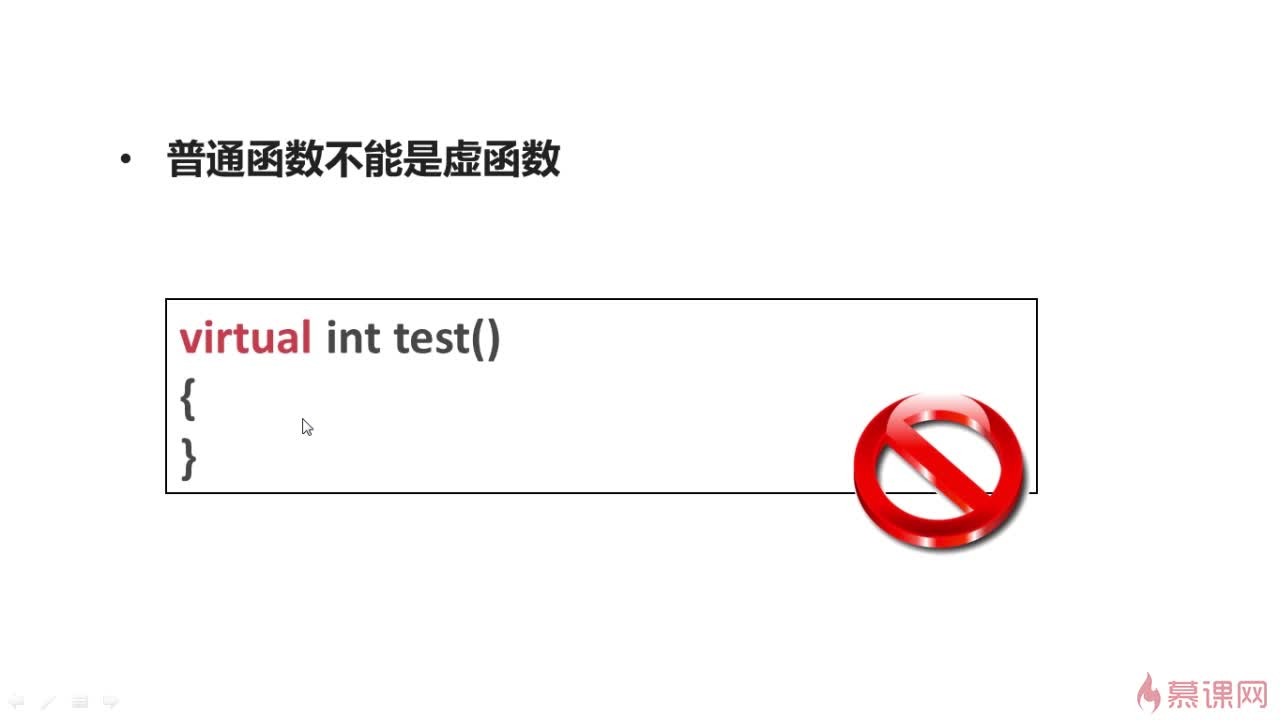 • 普通函数不能是虚函数
virtual int test()
{
}
慕课网